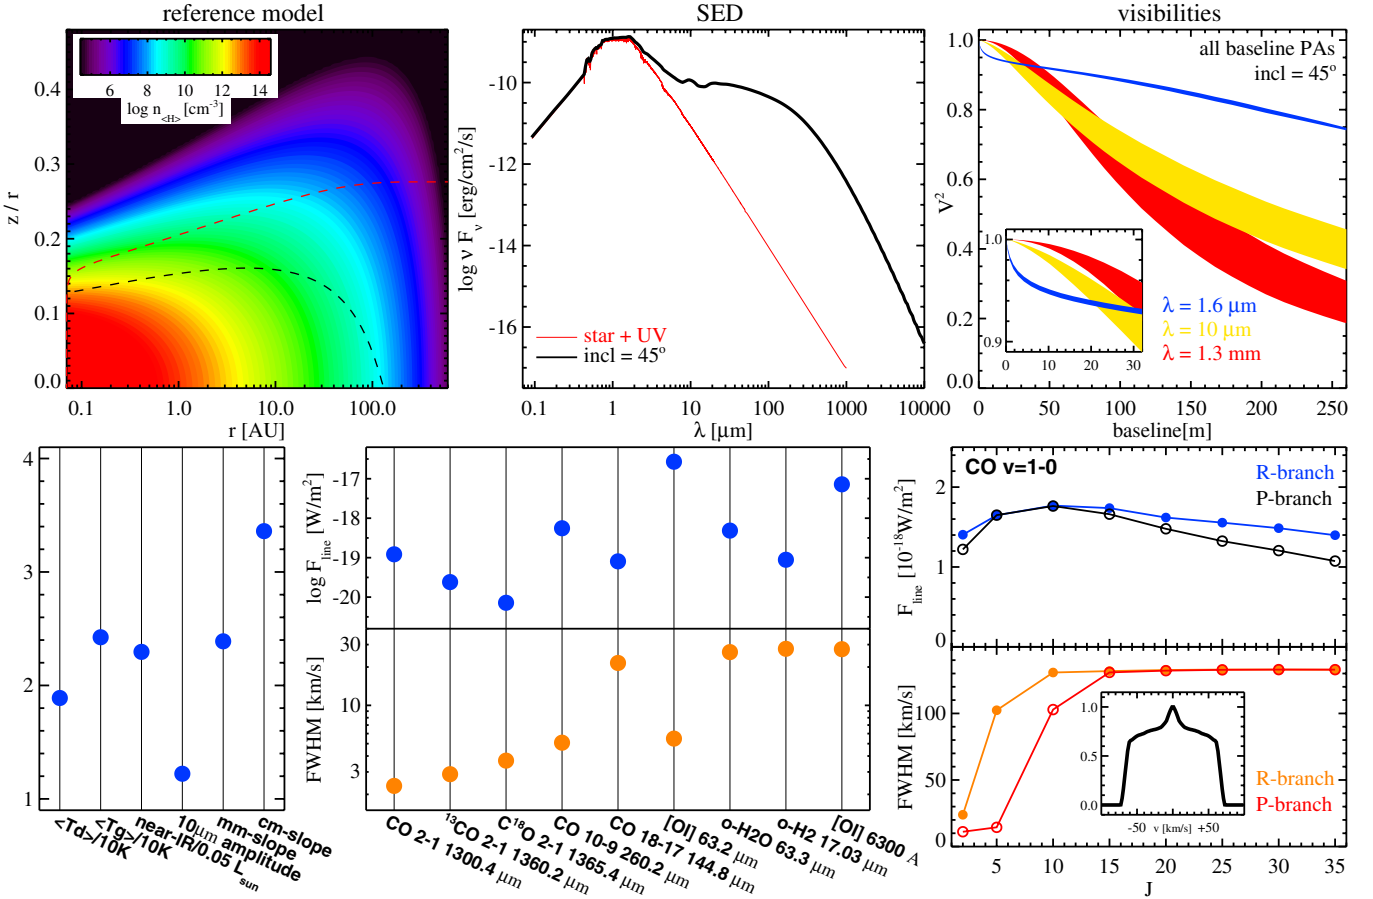 reference model
0.4
0.3
0.2
0.1
0.0
z / r
6 8 10 12 14
log n<H> [cm-3]
0.1 1.0 10.0 100.0
r [AU]
SED
-10
-12
-14
-16
log ν Fν [erg/cm2/s]
star + UV
incl = 45º
0.1 1 10 100 1000 10000
λ [μm]
visibilities
all baseline PAs
incl = 45º
1.0
0.8
0.6
0.4
0.2
0.0
V2
1.0
0.9
0 10 20 30
λ = 1.6 μm
λ = 10 μm
λ = 1.3 mm
0 50 100 150 200 250
baseline[m]
4
3
2
1
<Td>/10K
<Tg>/10K
near-IR/0.05 Lsun
10μm amplitude
mm-slope
cm-slope
-17
-18
-19
-20
log Fline [W/m2]
30
10
3
FWHM [km/s]
CO 2-1 1300.4 μm
13CO 2-1 1360.2 μm
C18O 2-1 1365.4 μm
CO 10-9 260.2 μm
CO 18-17 144.8 μm
[OI] 63.2 μm
o-H2O 63.3 μm
o-H2 17.03 μm
[OI] 6300 A
CO v=1-0
R-branch
P-branch
2
1
0
Fline [10-18W/m2]
100
50
0
FWHM [km/s]
1.0
0.5
0.0
-50 v [km/s] +50
R-branch
P-branch
5 10 15 20 25 30 35
J